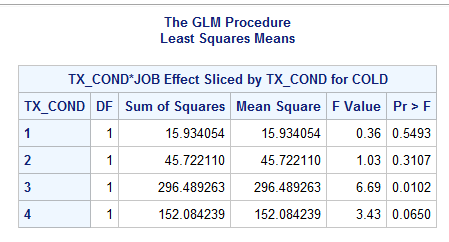 The GLM Procedure
Least Squares Means
TX_COND*JOB Effect Sliced by TX_COND for COLD
TX_COND DF Sum of Squares Mean Square F Value Pr > F
1 1 15.934054 15.934054 0.36 0.5493
2 1 45.722110 45.722110 1.03 0.3107
3 1 296.489263 296.489263 6.69 0.0102
4 1 152.084239 152.084239 3.43 0.0650